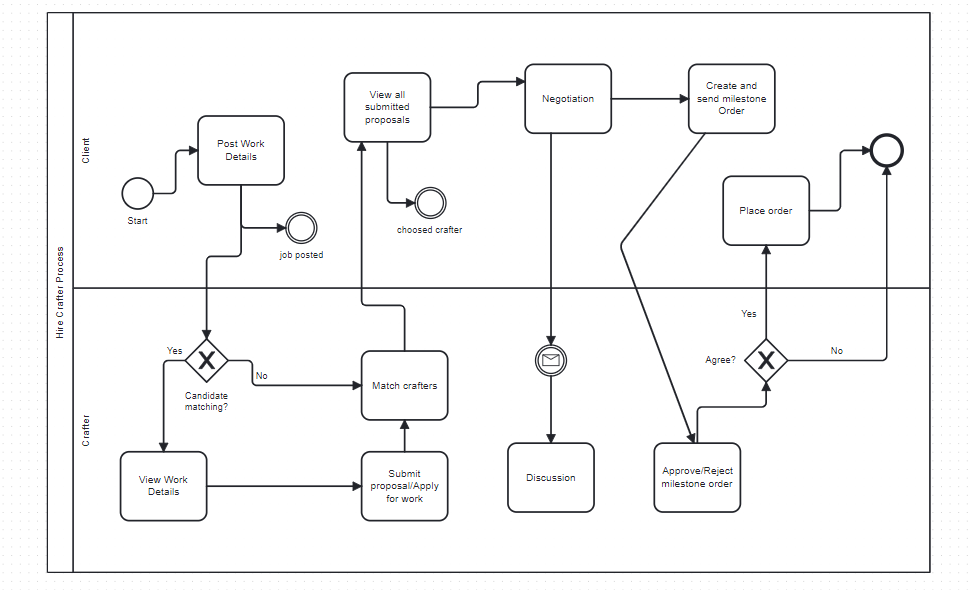 Hire Crafter Process
Client
Start
Post Work
Details
job posted
View all
submitted
proposals
choosed crafter
Negotiation
Create and
send milestone
Order
Place order
Crafter
Yes
No
Candidate
matching?
View Work
Details
Match crafters
Submit
proposal/Apply
for work
Discussion
Approve/Reject
milestone order
Agree?
Yes
No